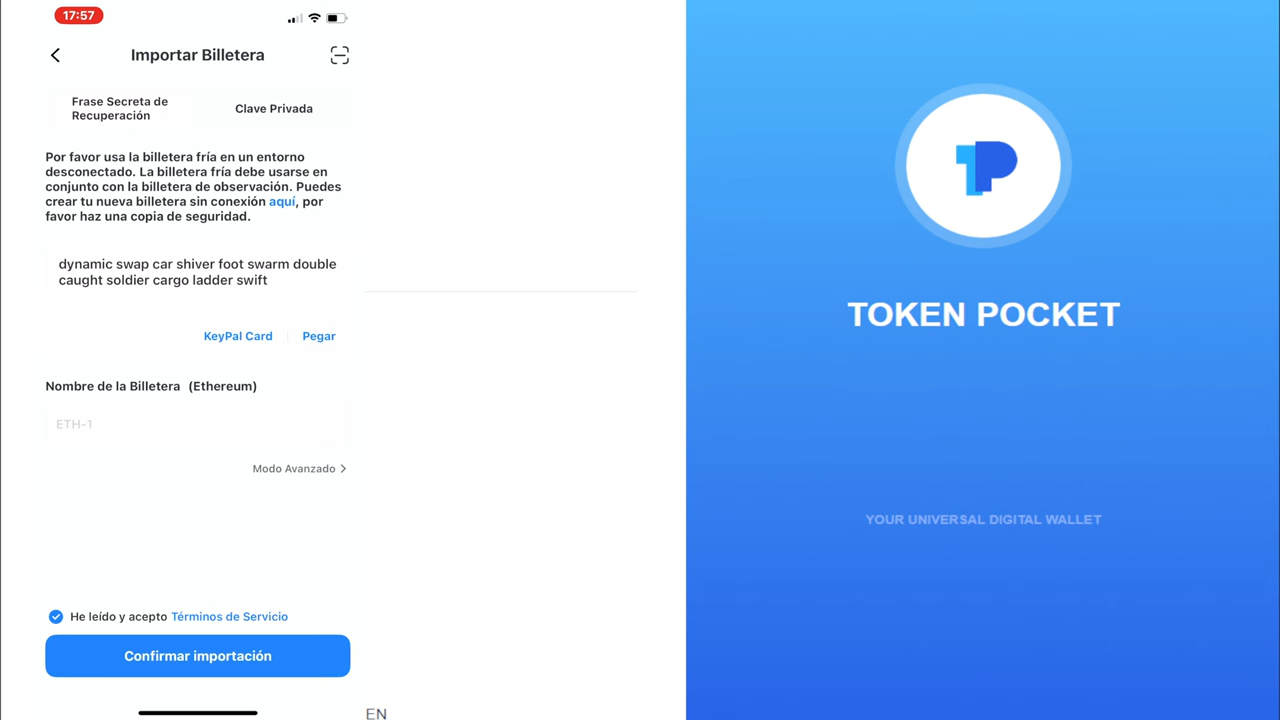 17:57
Importar Billetera
Frase Secreta de
Recuperación
Clave Privada
Por favor usa la billetera fría en un entorno
desconectado. La billetera fría debe usarse en
conjunto con la billetera de observación. Puedes
crear tu nueva billetera sin conexión aquí, por
favor haz una copia de seguridad.
dynamic swap car shiver foot swarm double
caught soldier cargo ladder swift
KeyPal Card
Pegar
Nombre de la Billetera (Ethereum)
ETH-1
Modo Avanzado
He leído y acepto Términos de Servicio
Confirmar importación
EN
TP
TOKEN POCKET
YOUR UNIVERSAL DIGITAL WALLET